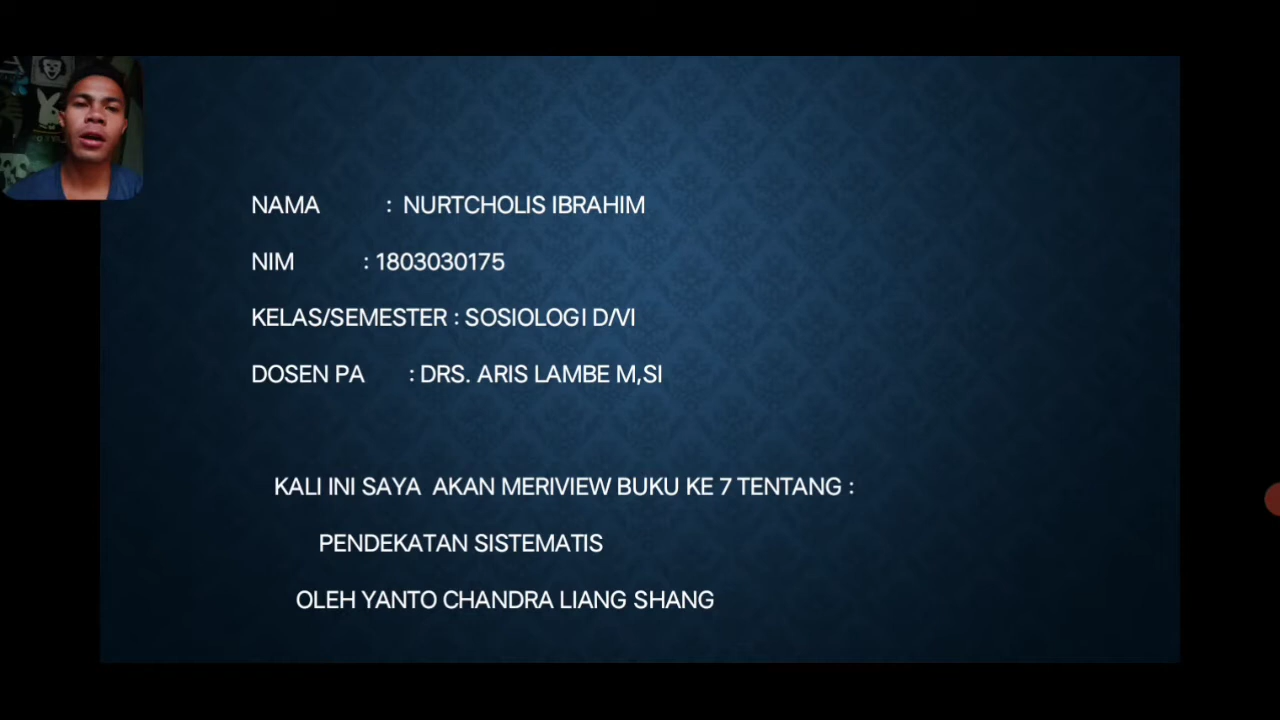 NAMA : NURTCHOLIS IBRAHIM
NIM : 1803030175
KELAS/SEMESTER : SOSIOLOGI D/VI
DOSEN PA : DRS. ARIS LAMBE M,SI
KALI INI SAYA AKAN MERIVIEW BUKU KE 7 TENTANG :
PENDEKATAN SISTEMATIS
OLEH YANTO CHANDRA LIANG SHANG